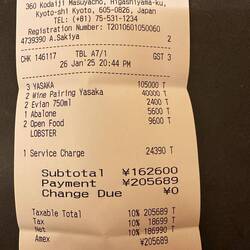 360 Kodaiji Masuyacho, Higashiyama-ku,
Kyoto-shi Kyoto, 605-0826, Japan
TEL: (+81) 75-531-1234
Registration Number: T2010601050060
4739390 A.Sakiya 2
CHK 146117 TBL A7/1 GST 3
26 Jan'25 20:44 PM
3 YASAKA 105000 T
2 Wine Pairing Yasaka 40000 T
2 Evian 750ml 2400 T
1 Abalone 5600 T
2 Open Food 9600 T
LOBSTER
1 Service Charge 24390 T
Subtotal ¥162600
Payment ¥205689
Change Due ¥0
Taxable Total 10% 205689 T
Tax 10% 18699 T
Net 10% 186990 T
Amex ¥205689